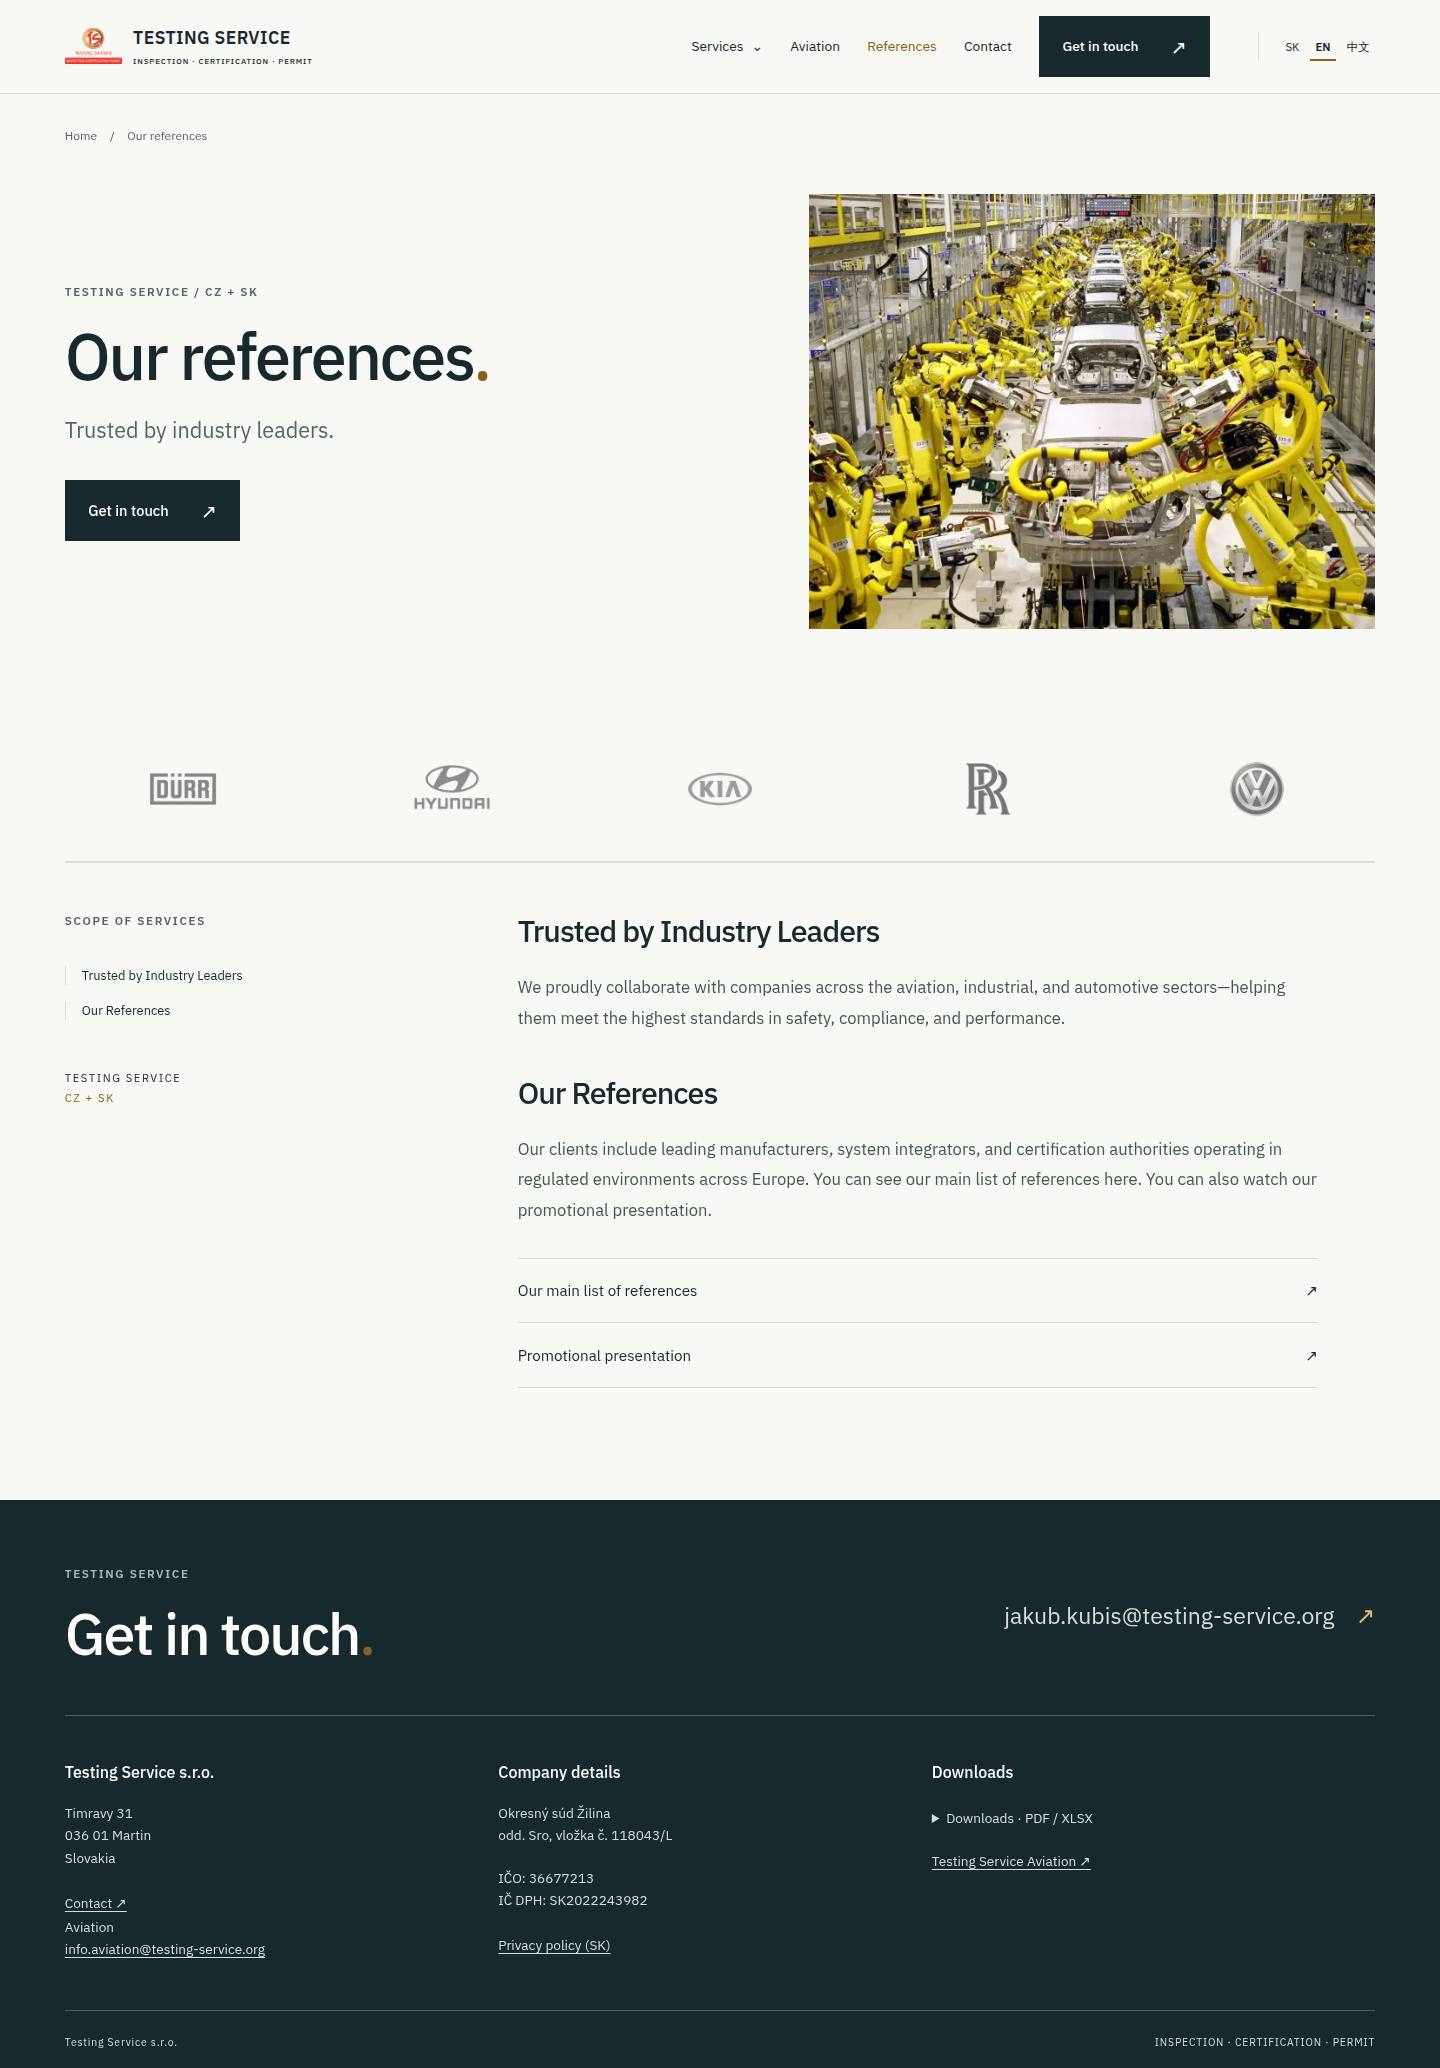 TESTING SERVICE
INSPECTION · CERTIFICATION · PERMIT
Services
Aviation
References
Contact
Get in touch ↗
SK
EN
中文
Home / Our references
TESTING SERVICE / CZ + SK
Our references.
Trusted by industry leaders.
Get in touch ↗
DÜRR
HYUNDAI
KIA
RR
VW
SCOPE OF SERVICES
Trusted by Industry Leaders
Our References
TESTING SERVICE
CZ + SK
Trusted by Industry Leaders
We proudly collaborate with companies across the aviation, industrial, and automotive sectors—helping
them meet the highest standards in safety, compliance, and performance.
Our References
Our clients include leading manufacturers, system integrators, and certification authorities operating in
regulated environments across Europe. You can see our main list of references here. You can also watch our
promotional presentation.
Our main list of references ↗
Promotional presentation ↗
TESTING SERVICE
Get in touch.
jakub.kubis@testing-service.org ↗
Testing Service s.r.o.
Timravy 31
036 01 Martin
Slovakia
Contact ↗
Aviation
info.aviation@testing-service.org
Company details
Okresný súd Žilina
odd. Sro, vložka č. 118043/L
IČO: 36677213
IČ DPH: SK2022243982
Privacy policy (SK)
Downloads
Downloads · PDF / XLSX
Testing Service Aviation ↗
Testing Service s.r.o.
INSPECTION · CERTIFICATION · PERMIT